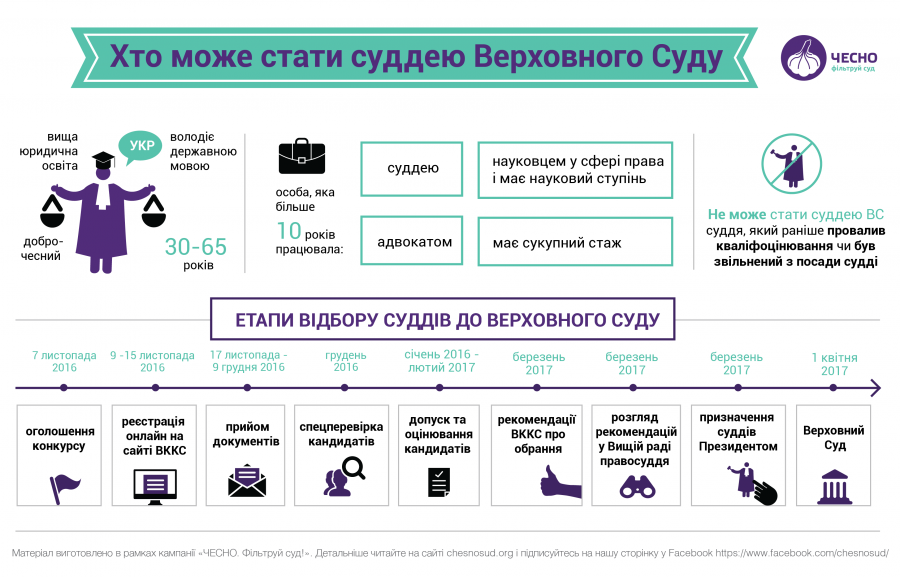 Хто може стати суддею Верховного Суду
ЧЕСНО
фільтруй суд
вища
юридична
освіта
УКР
володіє
державною
мовою
добро-
чесний
30-65
років
особа, яка
більше
10 років
працювала:
суддею
науковцем у сфері права
і має науковий ступінь
адвокатом
має сукупний стаж
Не може стати суддею ВС
суддя, який раніше провалив
кваліфоцінювання чи був
звільнений з посади судді
ЕТАПИ ВІДБОРУ СУДДІВ ДО ВЕРХОВНОГО СУДУ
7 листопада
2016
9 -15 листопада
2016
17 листопада -
9 грудня 2016
грудень
2016
січень 2016 -
лютий 2017
березень
2017
березень
2017
березень
2017
1 квітня
2017
оголошення
конкурсу
реєстрація
онлайн на
сайті ВККС
прийом
документів
спецперевірка
кандидатів
допуск та
оцінювання
кандидатів
рекомендації
ВККС про
обрання
розгляд
рекомендацій
у Вищій раді
правосуддя
призначення
суддів
Президентом
Верховний
Суд
Матеріал виготовлено в рамках кампанії «ЧЕСНО. Фільтруй суд!». Детальніше читайте на сайті chesnosud.org і підписуйтесь на нашу сторінку у Facebook https://www.facebook.com/chesnosud/